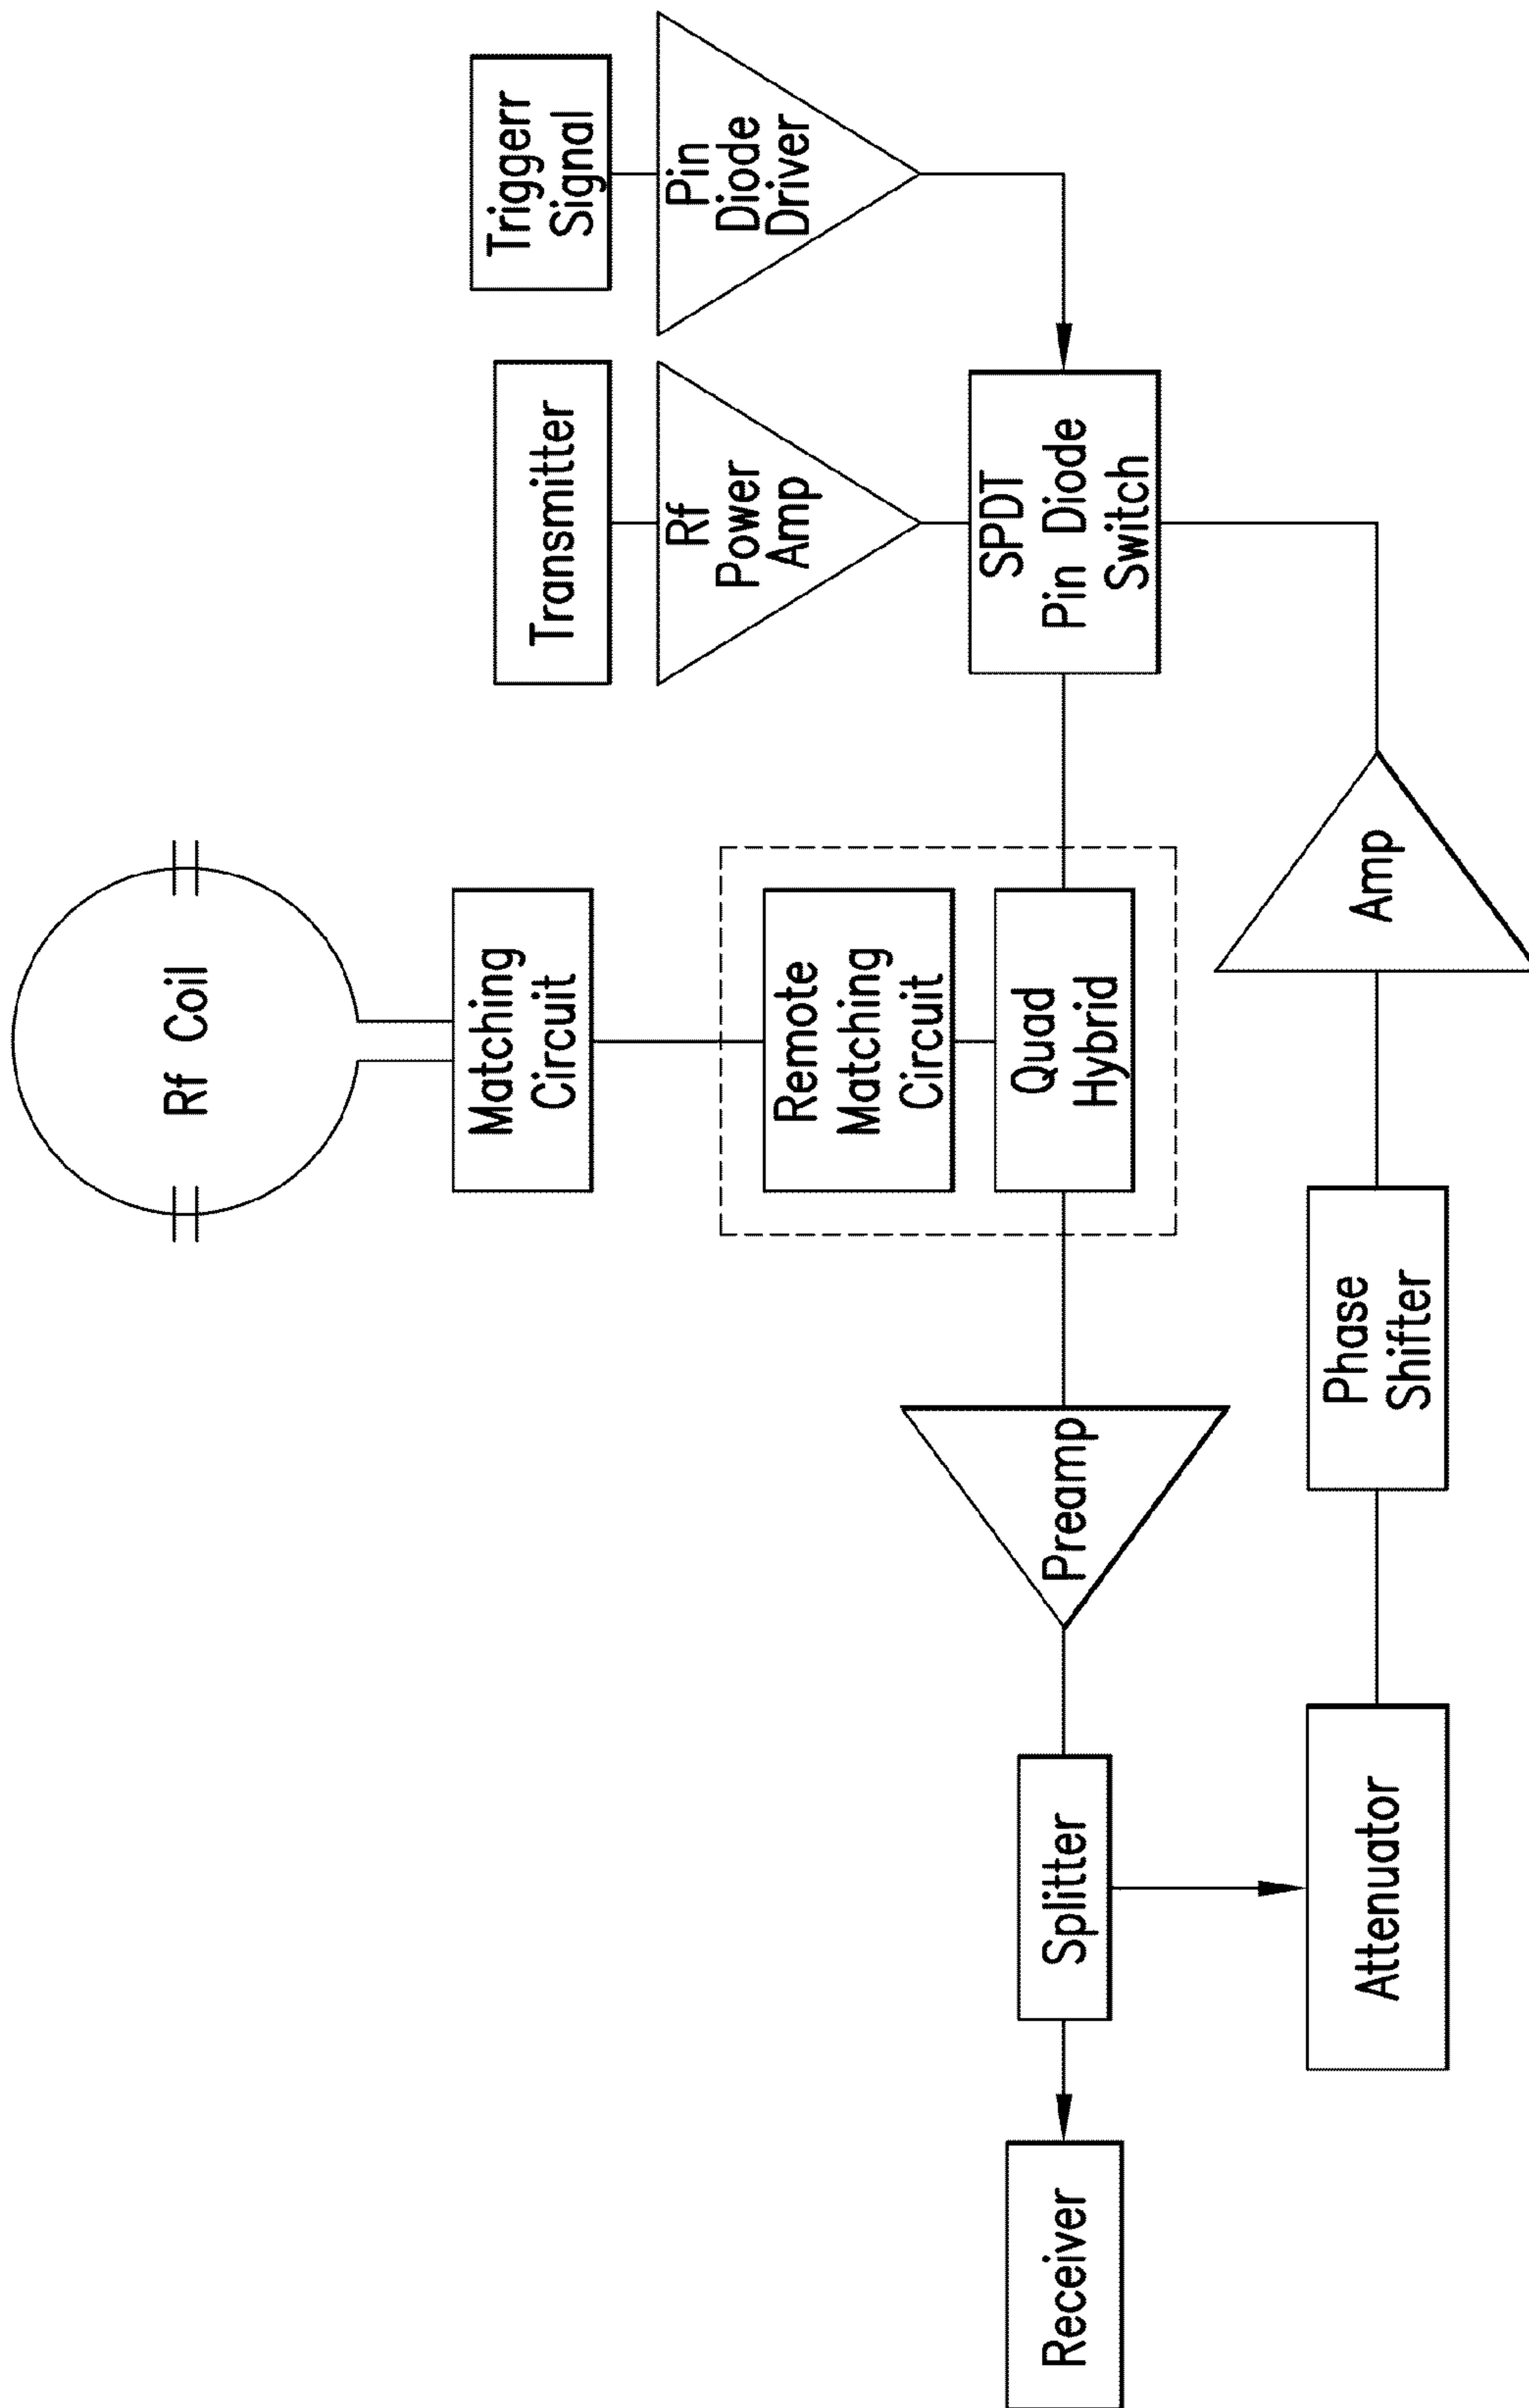 Rf Coil
Triggerr
Signal
Transmitter
Pin
Diode
Driver
Rf
Power
Amp
Matching
Circuit
Remote
Matching
Circuit
Quad
Hybrid
SPDT
Pin Diode
Switch
Preamp
Splitter
Receiver
Attenuator
Phase
Shifter
Amp